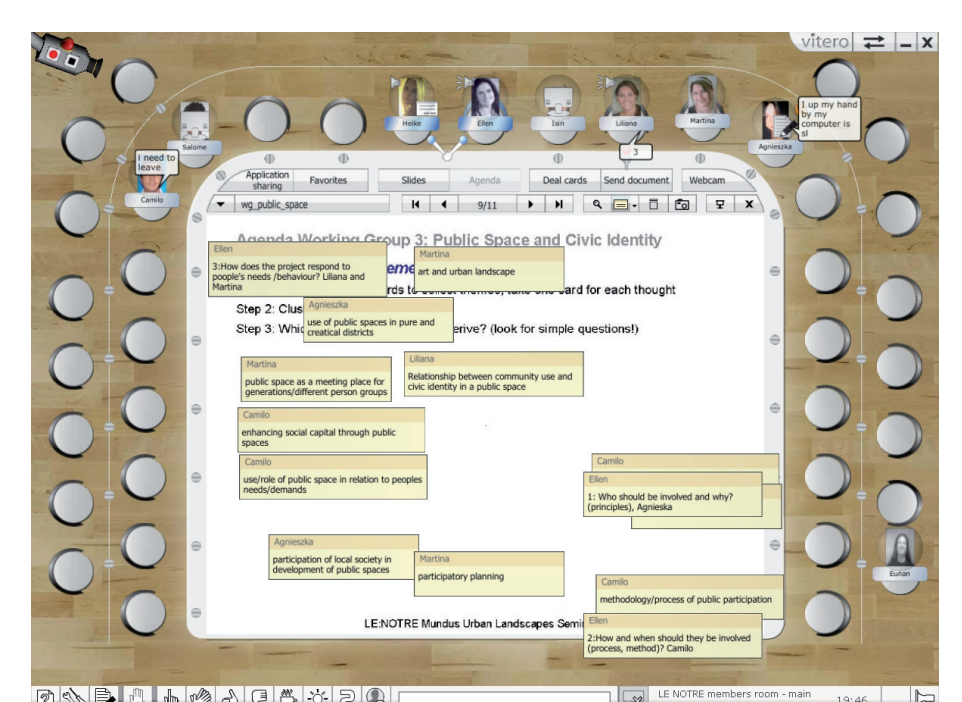 vitero
I up my hand
by my
computer is
sl
Heike
Ellen
Isin
Liliana
Martina
Agnieszka
Salome
3
I need to
leave
Camilo
Application
sharing
Favorites
Slides
Agenda
Deal cards
Send document
Webcam
wg_public_space
9/11
X
Agenda Working Group 3: Public Space and Civic Identity
Ellen
3:How does the project respond to
poople's needs /behaviour? Liliana and
Martina
Martina
art and urban landscape
rds to collect themes, take one card for each thought
Step 2: Clus
Agnieszka
use of public spaces in pure and
creatical districts
Step 3: Whic
erive? (look for simple questions!)
Martina
public space as a meeting place for
generations/different person groups
Liliana
Relationship between community use and
civic identity in a public space
Camilo
enhancing social capital through public
spaces
Camilo
use/role of public space in relation to peoples
needs/demands
Camilo
Ellen
1: Who should be involved and why?
(principles), Agnieska
Agnieszka
participation of local society in
development of public spaces
Martina
participatory planning
Eunan
Camilo
methodology/process of public participation
Ellen
2:How and when should they be involved
(process, method)? Camilo
LE:NOTRE Mundus Urban Landscapes Semi
LE NOTRE members room - main
19:46